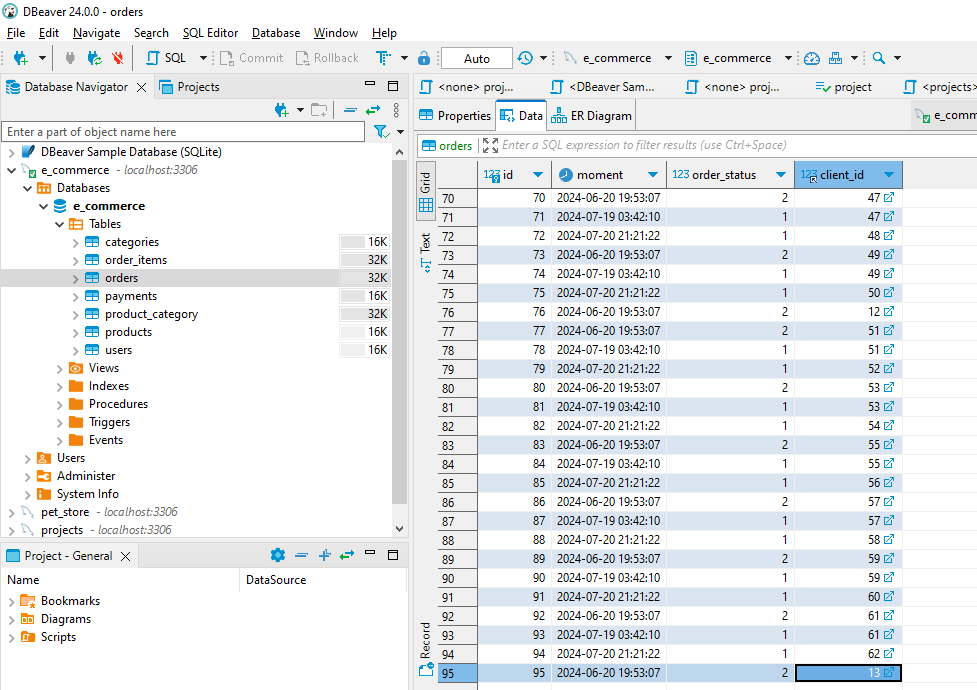 DBeaver 24.0.0 - orders
File Edit Navigate Search SQL Editor Database Window Help
SQL Commit Rollback T Auto e_commerce e_commerce
Database Navigator Projects
Enter a part of object name here
DBeaver Sample Database (SQLite)
e_commerce - localhost:3306
Databases
e_commerce
Tables
categories 16K
order_items 32K
orders 32K
payments 16K
product_category 32K
products 16K
users 16K
Views
Indexes
Procedures
Triggers
Events
Users
Administer
System Info
pet_store - localhost:3306
projects - localhost:3306
Project - General
Name DataSource
Bookmarks
Diagrams
Scripts
<none> proj... <DBeaver Sam... <none> proj... project <projects>
Properties Data ER Diagram e_comm
orders Enter a SQL expression to filter results (use Ctrl+Space)
Grid
Text
Record
123 id moment 123 order_status 123 client_id
70 70 2024-06-20 19:53:07 2 47
71 71 2024-07-19 03:42:10 1 47
72 72 2024-07-20 21:21:22 1 48
73 73 2024-06-20 19:53:07 2 49
74 74 2024-07-19 03:42:10 1 49
75 75 2024-07-20 21:21:22 1 50
76 76 2024-06-20 19:53:07 2 12
77 77 2024-06-20 19:53:07 2 51
78 78 2024-07-19 03:42:10 1 51
79 79 2024-07-20 21:21:22 1 52
80 80 2024-06-20 19:53:07 2 53
81 81 2024-07-19 03:42:10 1 53
82 82 2024-07-20 21:21:22 1 54
83 83 2024-06-20 19:53:07 2 55
84 84 2024-07-19 03:42:10 1 55
85 85 2024-07-20 21:21:22 1 56
86 86 2024-06-20 19:53:07 2 57
87 87 2024-07-19 03:42:10 1 57
88 88 2024-07-20 21:21:22 1 58
89 89 2024-06-20 19:53:07 2 59
90 90 2024-07-19 03:42:10 1 59
91 91 2024-07-20 21:21:22 1 60
92 92 2024-06-20 19:53:07 2 61
93 93 2024-07-19 03:42:10 1 61
94 94 2024-07-20 21:21:22 1 62
95 95 2024-06-20 19:53:07 2 13